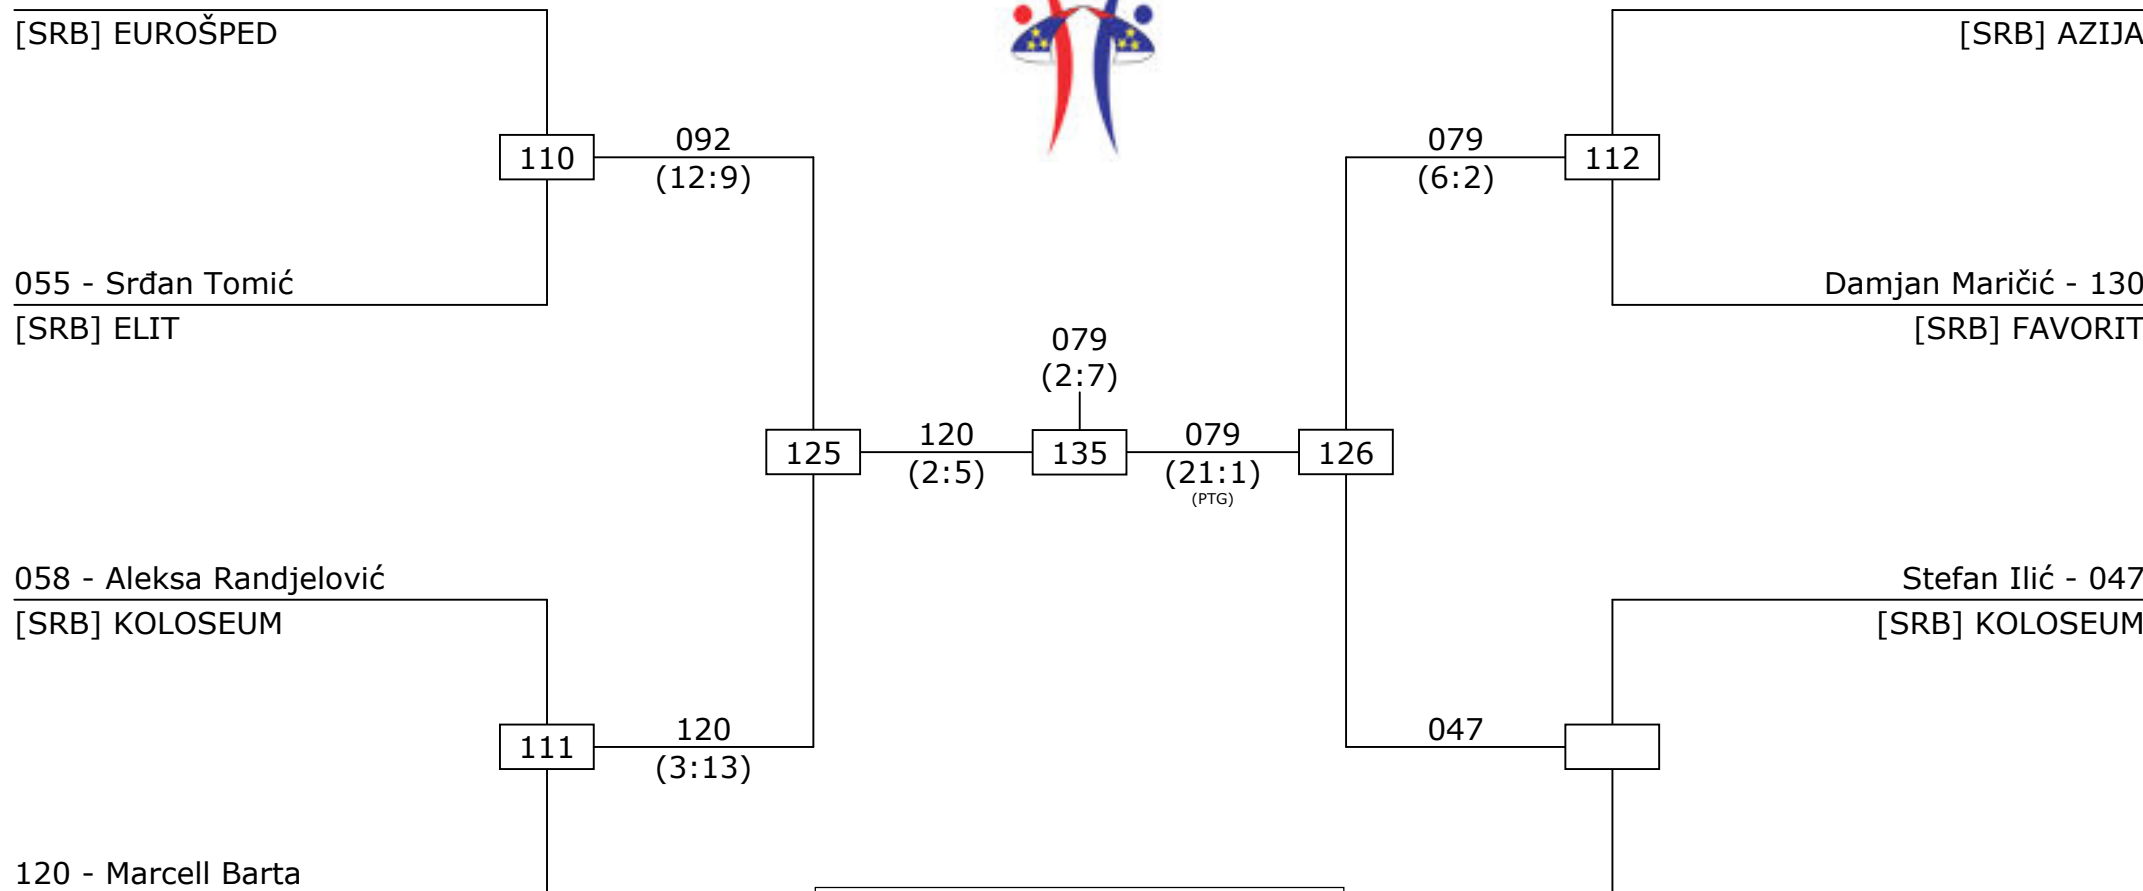 [SRB] EUROŠPED
[SRB] AZIJA
110
092
(12:9)
079
(6:2)
112
055 - Srđan Tomić
[SRB] ELIT
Damjan Maričić - 130
[SRB] FAVORIT
079
(2:7)
125
120
(2:5)
135
079
(21:1)
(PTG)
126
058 - Aleksa Randjelović
[SRB] KOLOSEUM
Stefan Ilić - 047
[SRB] KOLOSEUM
111
120
(3:13)
047
120 - Marcell Barta